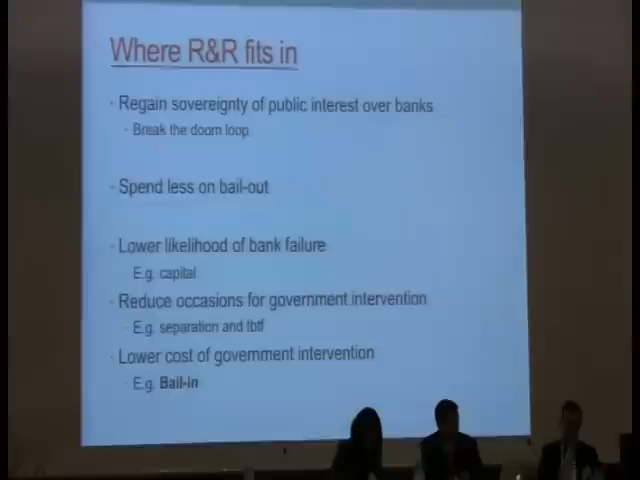 Where R&R fits in
Regain sovereignty of public interest over banks
Break the doom loop
Spend less on bail-out
Lower likelihood of bank failure
E.g. capital
Reduce occasions for government intervention
E.g. separation and tbtf
Lower cost of government intervention
E.g. Bail-in